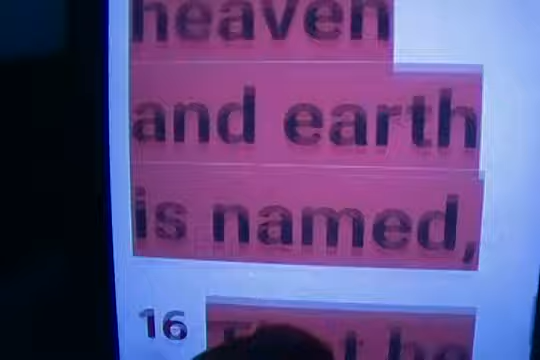 heaven
and earth
is named,
16